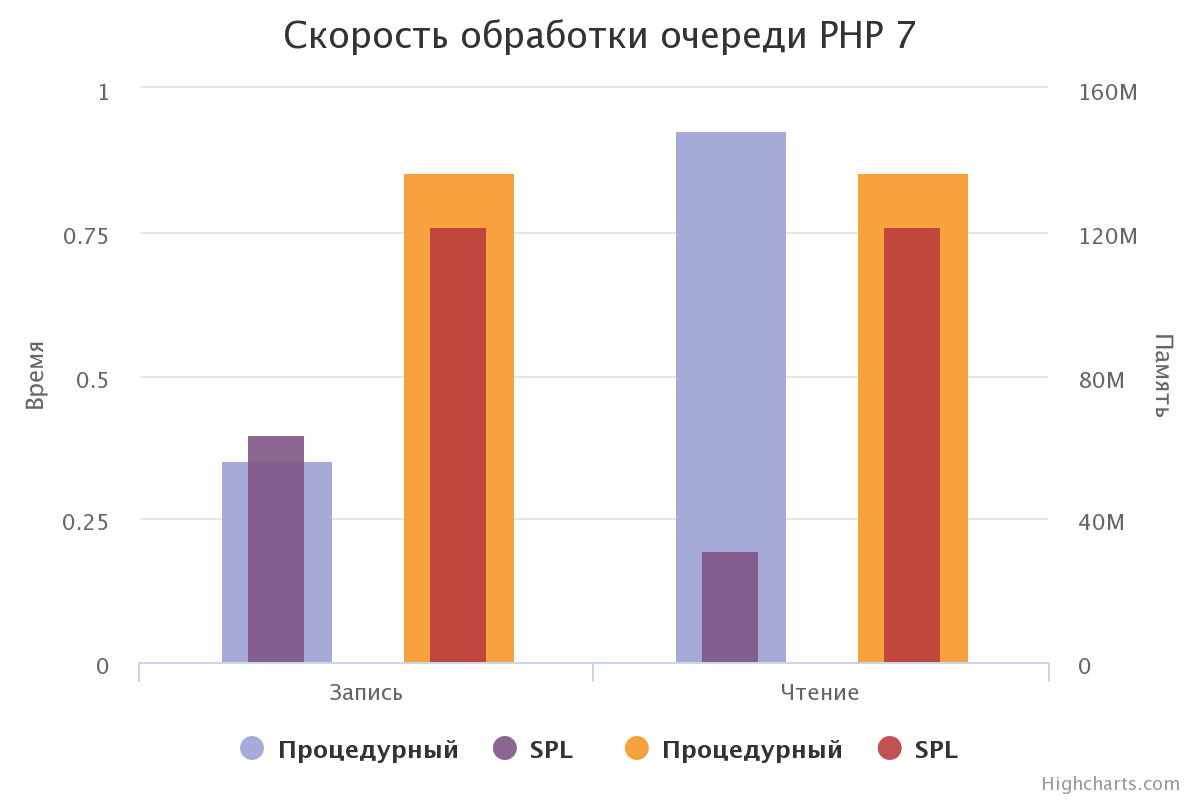 Скорость обработки очереди PHP 7
1
160M
0.75
120M
Время
0.5
80M
Память
0.25
40M
0
0
Запись
Чтение
Процедурный
SPL
Процедурный
SPL
Highcharts.com